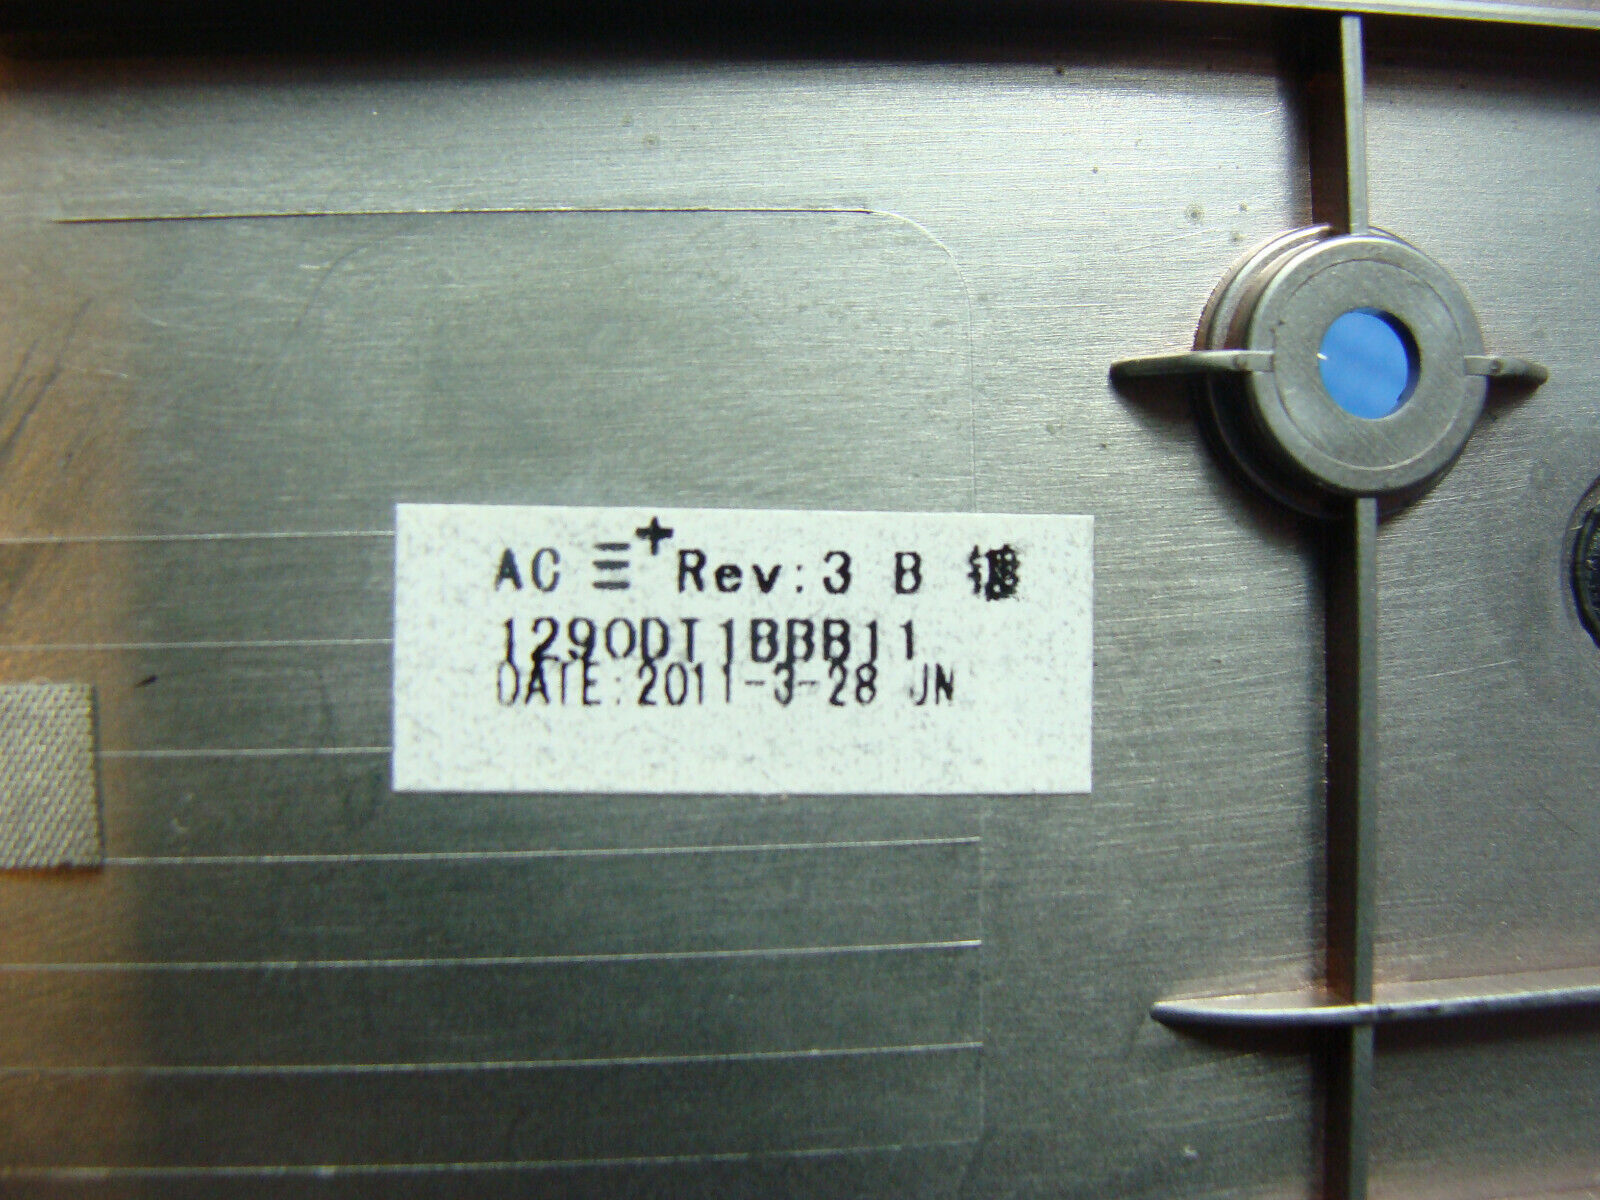 AC 三+ Rev:3 B 镀
1290DT1BBB11
DATE:2011-3-28 JN